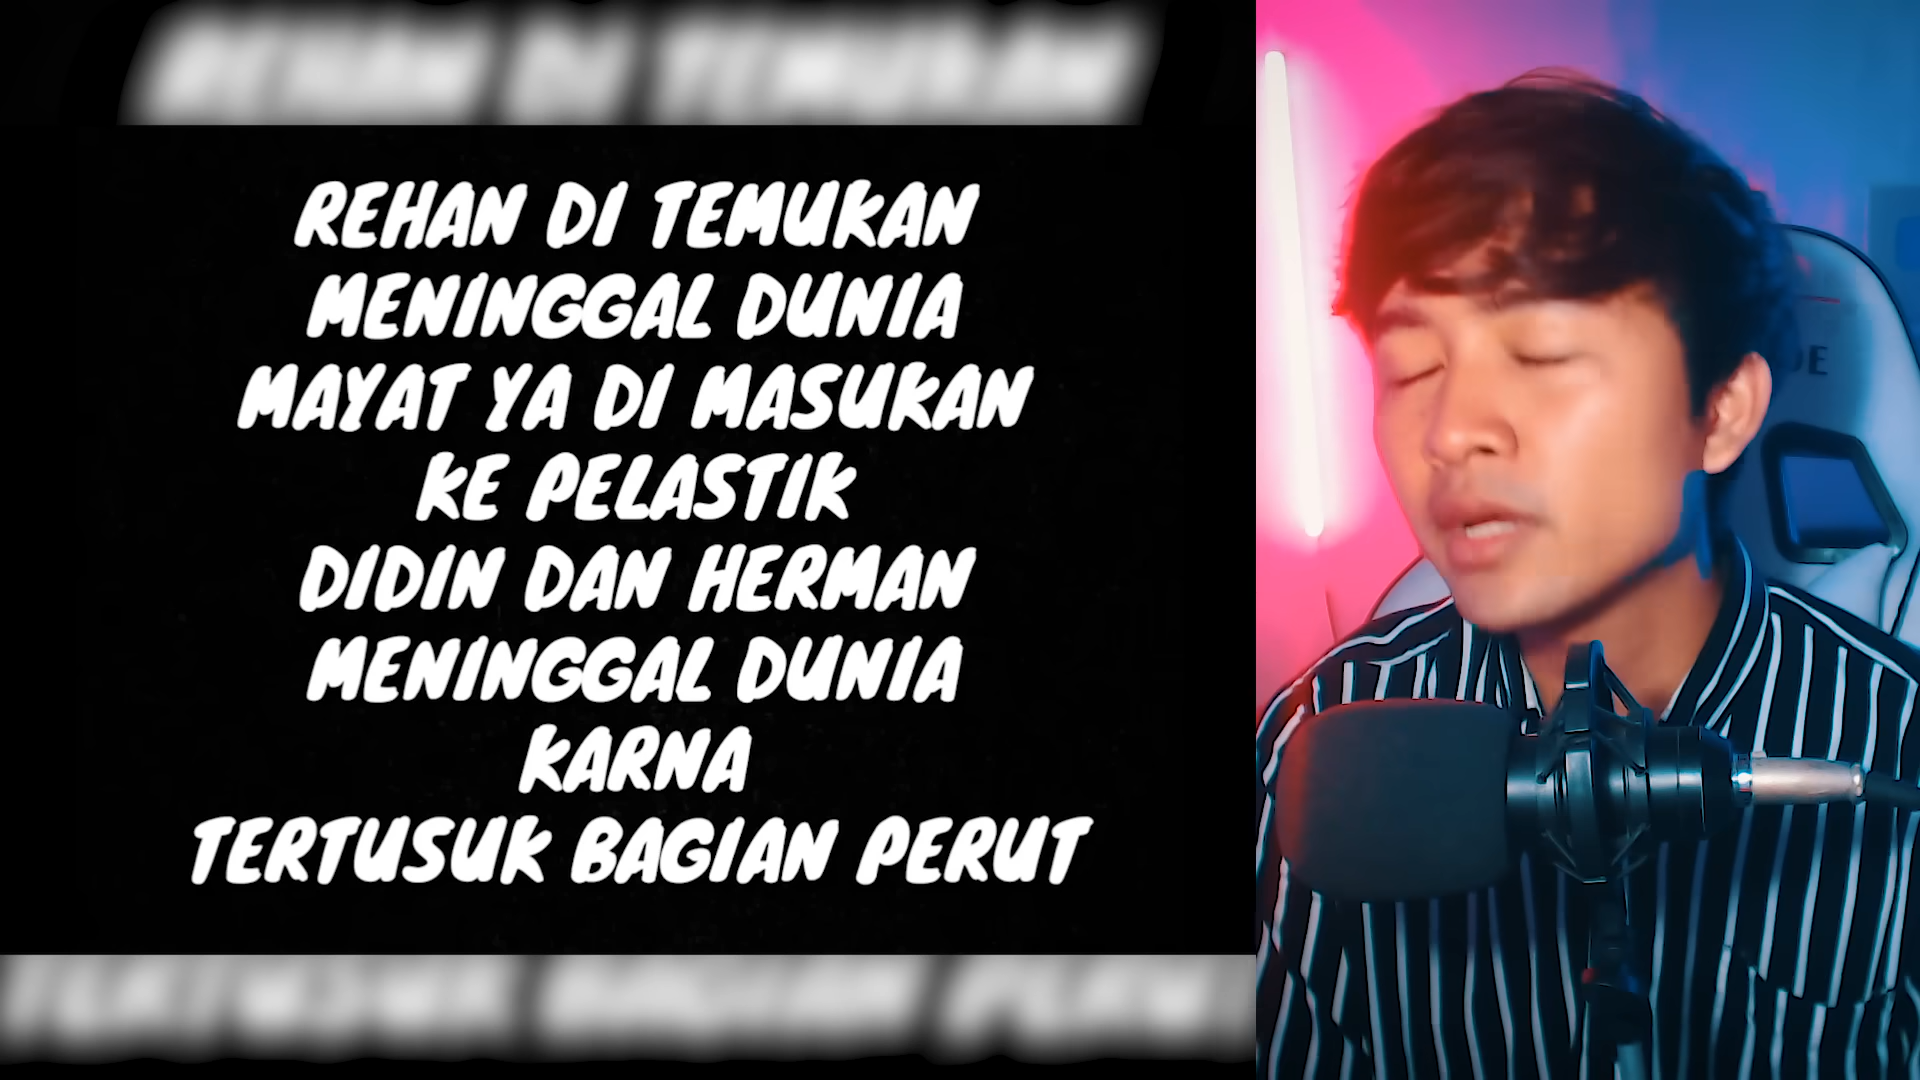 REHAN DI TEMUKAN
MENINGGAL DUNIA
MAYAT YA DI MASUKAN
KE PELASTIK
DIDIN DAN HERMAN
MENINGGAL DUNIA
KARNA
TERTUSUK BAGIAN PERUT